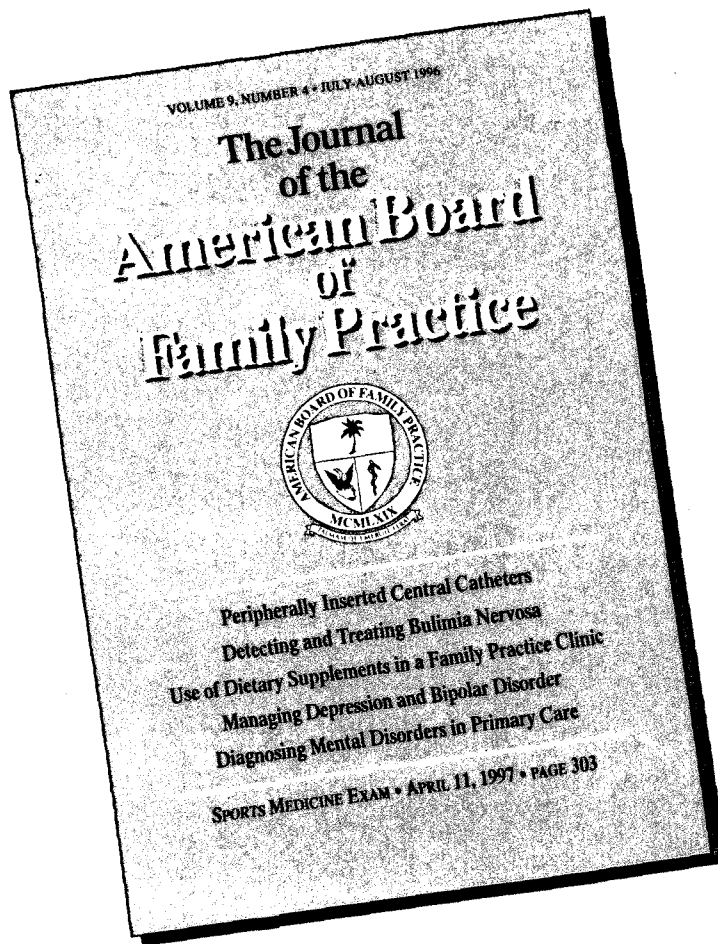 VOLUME 9, NUMBER 4 • JULY-AUGUST 1996
The Journal
of the
American Board
of
Family Practice
AMERICAN BOARD OF FAMILY PRACTICE
MCMLXIX
Peripherally Inserted Central Catheters
Detecting and Treating Bulimia Nervosa
Use of Dietary Supplements in a Family Practice Clinic
Managing Depression and Bipolar Disorder
Diagnosing Mental Disorders in Primary Care
SPORTS MEDICINE EXAM • APRIL 11, 1997 • PAGE 303